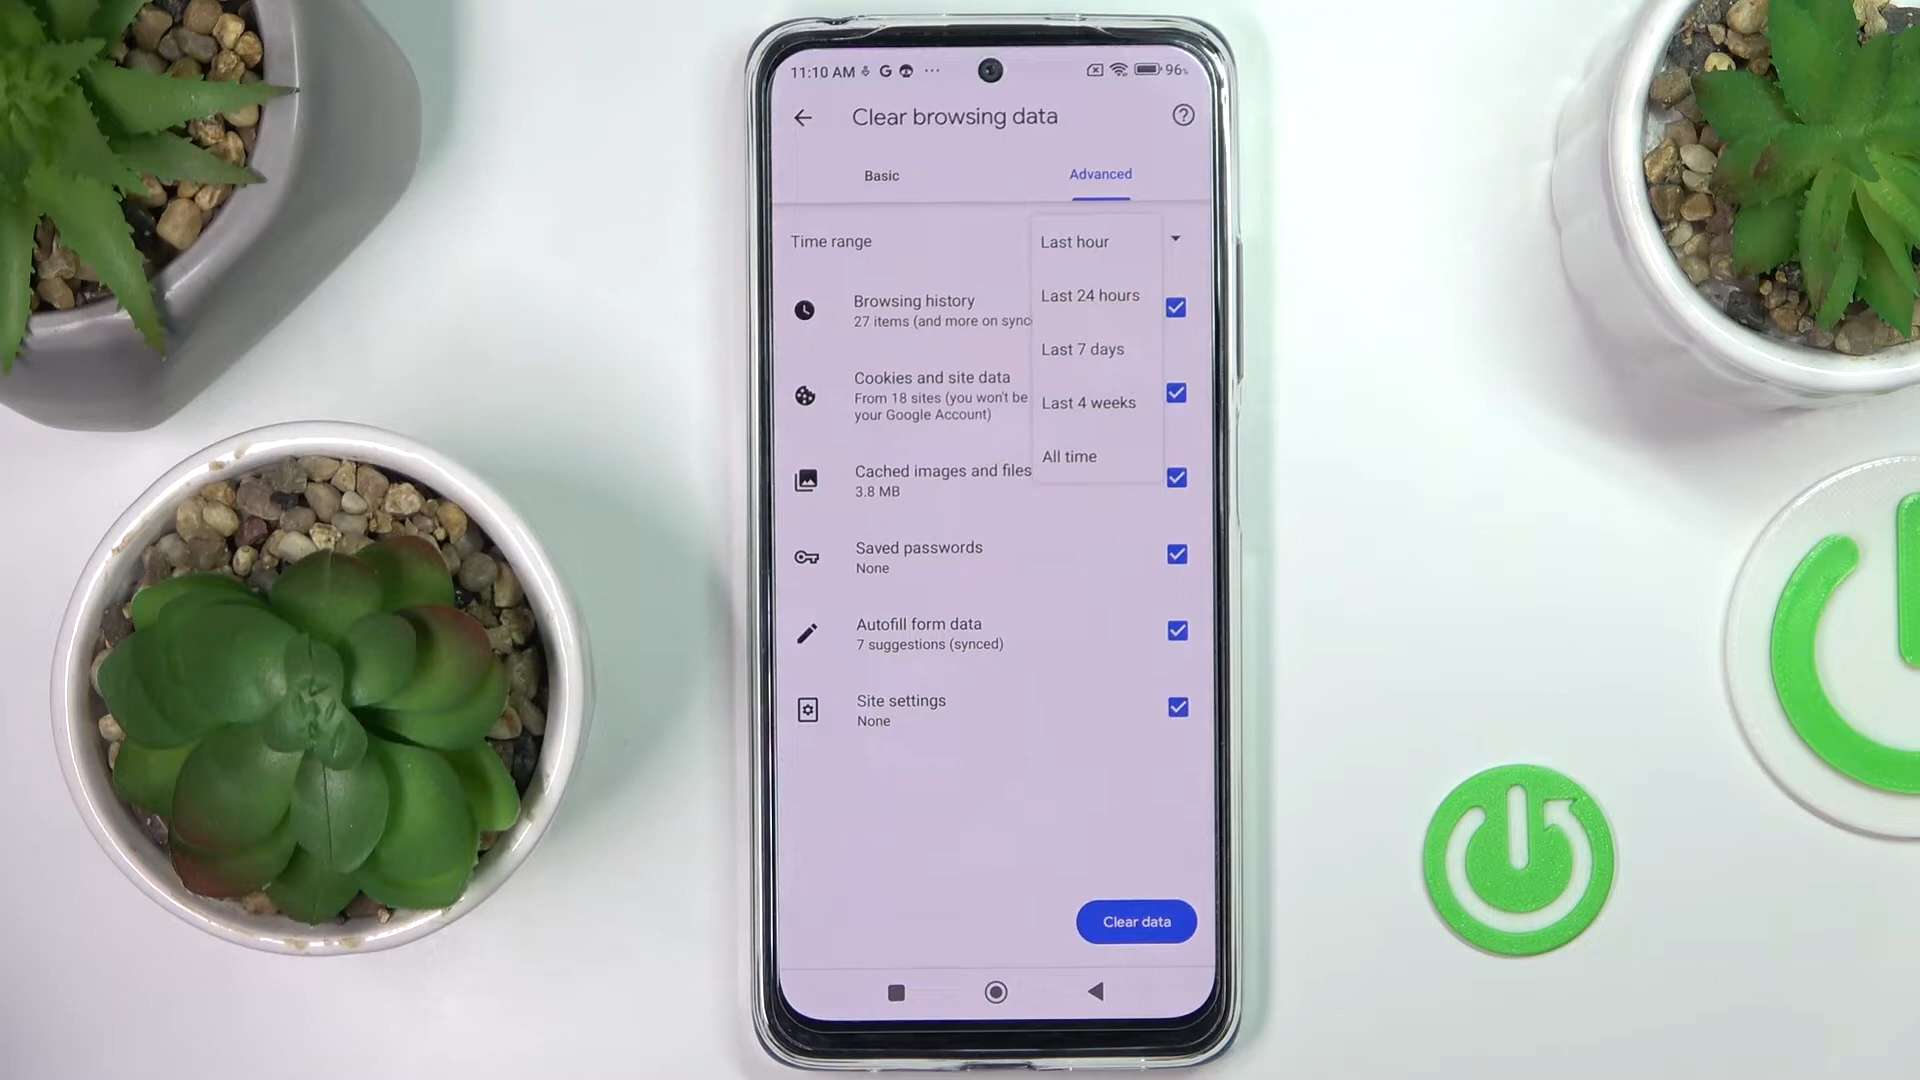 11:10 AM G ... 96%
Clear browsing data
Basic Advanced
Time range
Last hour
Last 24 hours
Last 7 days
Last 4 weeks
All time
Browsing history
27 items (and more on sync
Cookies and site data
From 18 sites (you won't be
your Google Account)
Cached images and files
3.8 MB
Saved passwords
None
Autofill form data
7 suggestions (synced)
Site settings
None
Clear data